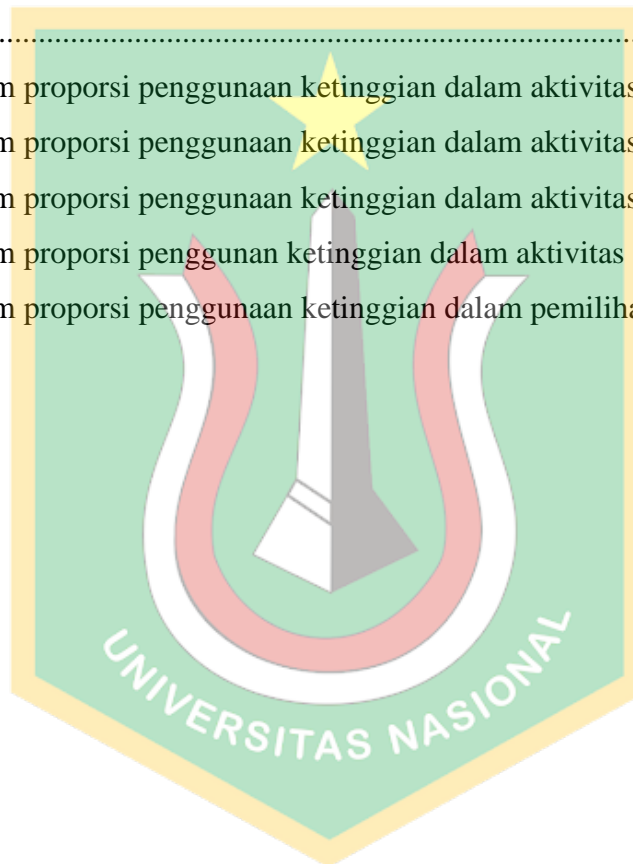 ................................................................................
m proporsi penggunaan ketinggian dalam aktivitas
m proporsi penggunaan ketinggian dalam aktivitas
m proporsi penggunaan ketinggian dalam aktivitas
m proporsi penggunan ketinggian dalam aktivitas
m proporsi penggunaan ketinggian dalam pemiliha
UNIVERSITAS NASIONAL